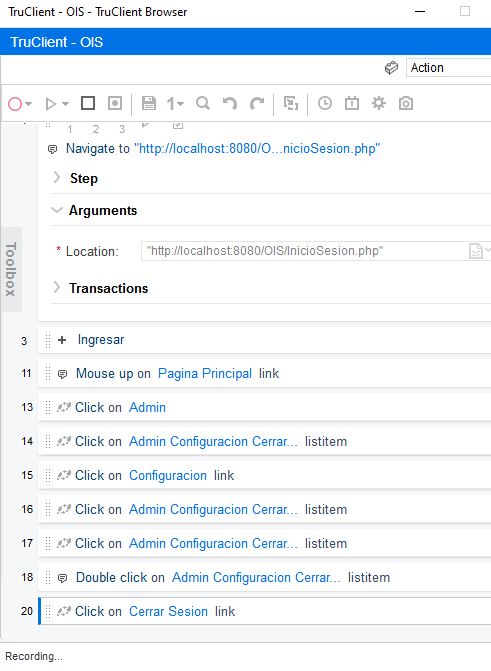 TruClient - OIS - TruClient Browser
TruClient - OIS
Action
1
1 2 3
Navigate to "http://localhost:8080/O...nicioSesion.php"
Step
Arguments
* Location: "http://localhost:8080/OIS/InicioSesion.php" JS
Transactions
Toolbox
3 + Ingresar
11 Mouse up on Pagina Principal link
13 Click on Admin
14 Click on Admin Configuracion Cerrar... listitem
15 Click on Configuracion link
16 Click on Admin Configuracion Cerrar... listitem
17 Click on Admin Configuracion Cerrar... listitem
18 Double click on Admin Configuracion Cerrar... listitem
20 Click on Cerrar Sesion link
Recording...